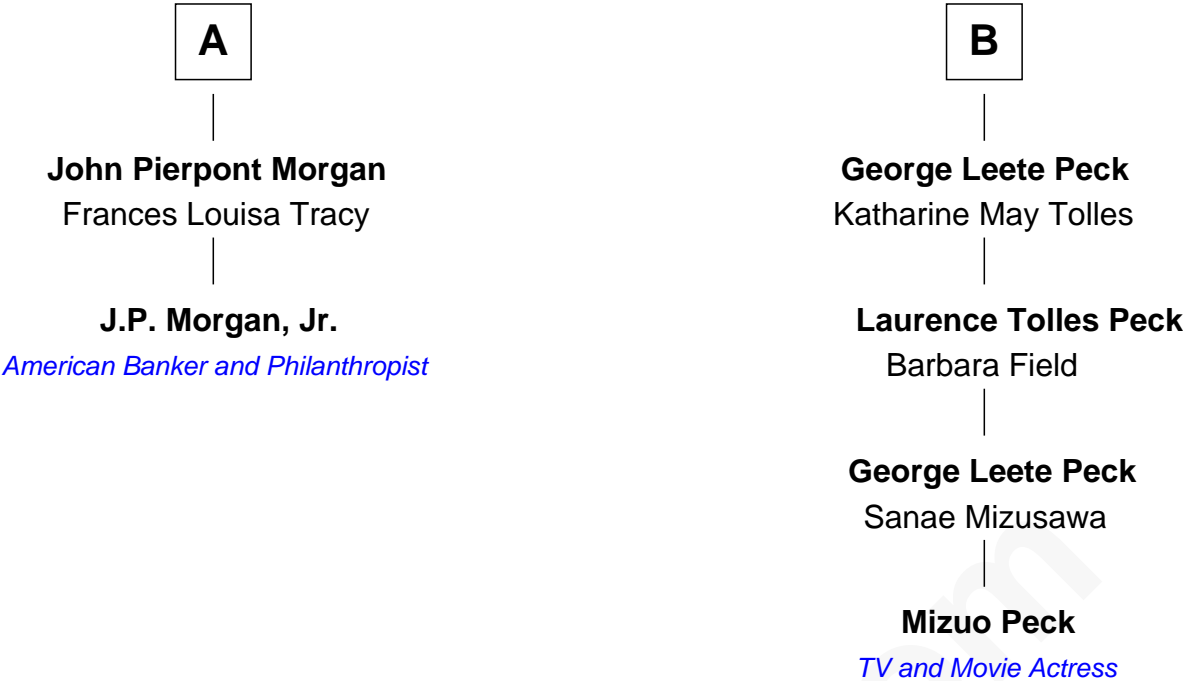 A
John Pierpont Morgan
Frances Louisa Tracy
J.P. Morgan, Jr.
American Banker and Philanthropist
B
George Leete Peck
Katharine May Tolles
Laurence Tolles Peck
Barbara Field
George Leete Peck
Sanae Mizusawa
Mizuo Peck
TV and Movie Actress